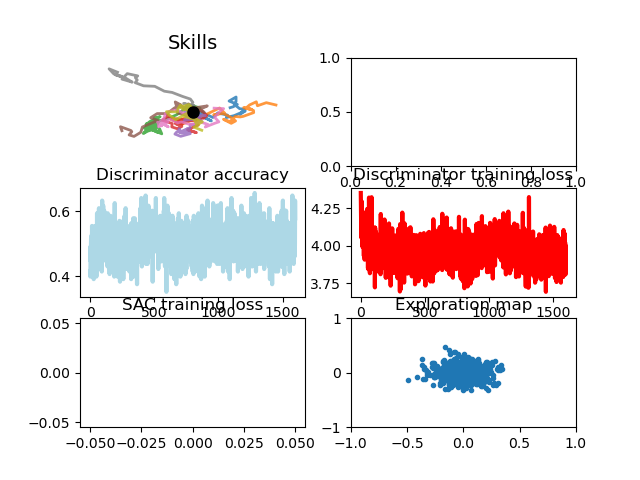 Skills
1.0
0.5
0.0
0.0 0.2 0.4 0.6 0.8 1.0
Discriminator accuracy
0.6
0.4
0 500 1000 1500
Discriminator training loss
4.25
4.00
3.75
0 500 1000 1500
SAC training loss
0.05
0.00
−0.05
−0.050 −0.025 0.000 0.025 0.050
Exploration map
1
0
−1
−1.0 −0.5 0.0 0.5 1.0